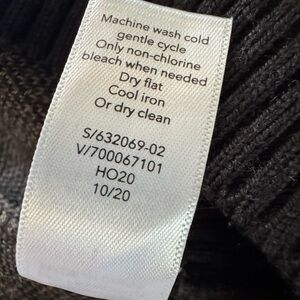 Machine wash cold
gentle cycle
Only non-chlorine
bleach when needed
Dry flat
Cool iron
Or dry clean
S/632069-02
V/700067101
HO20
10/20